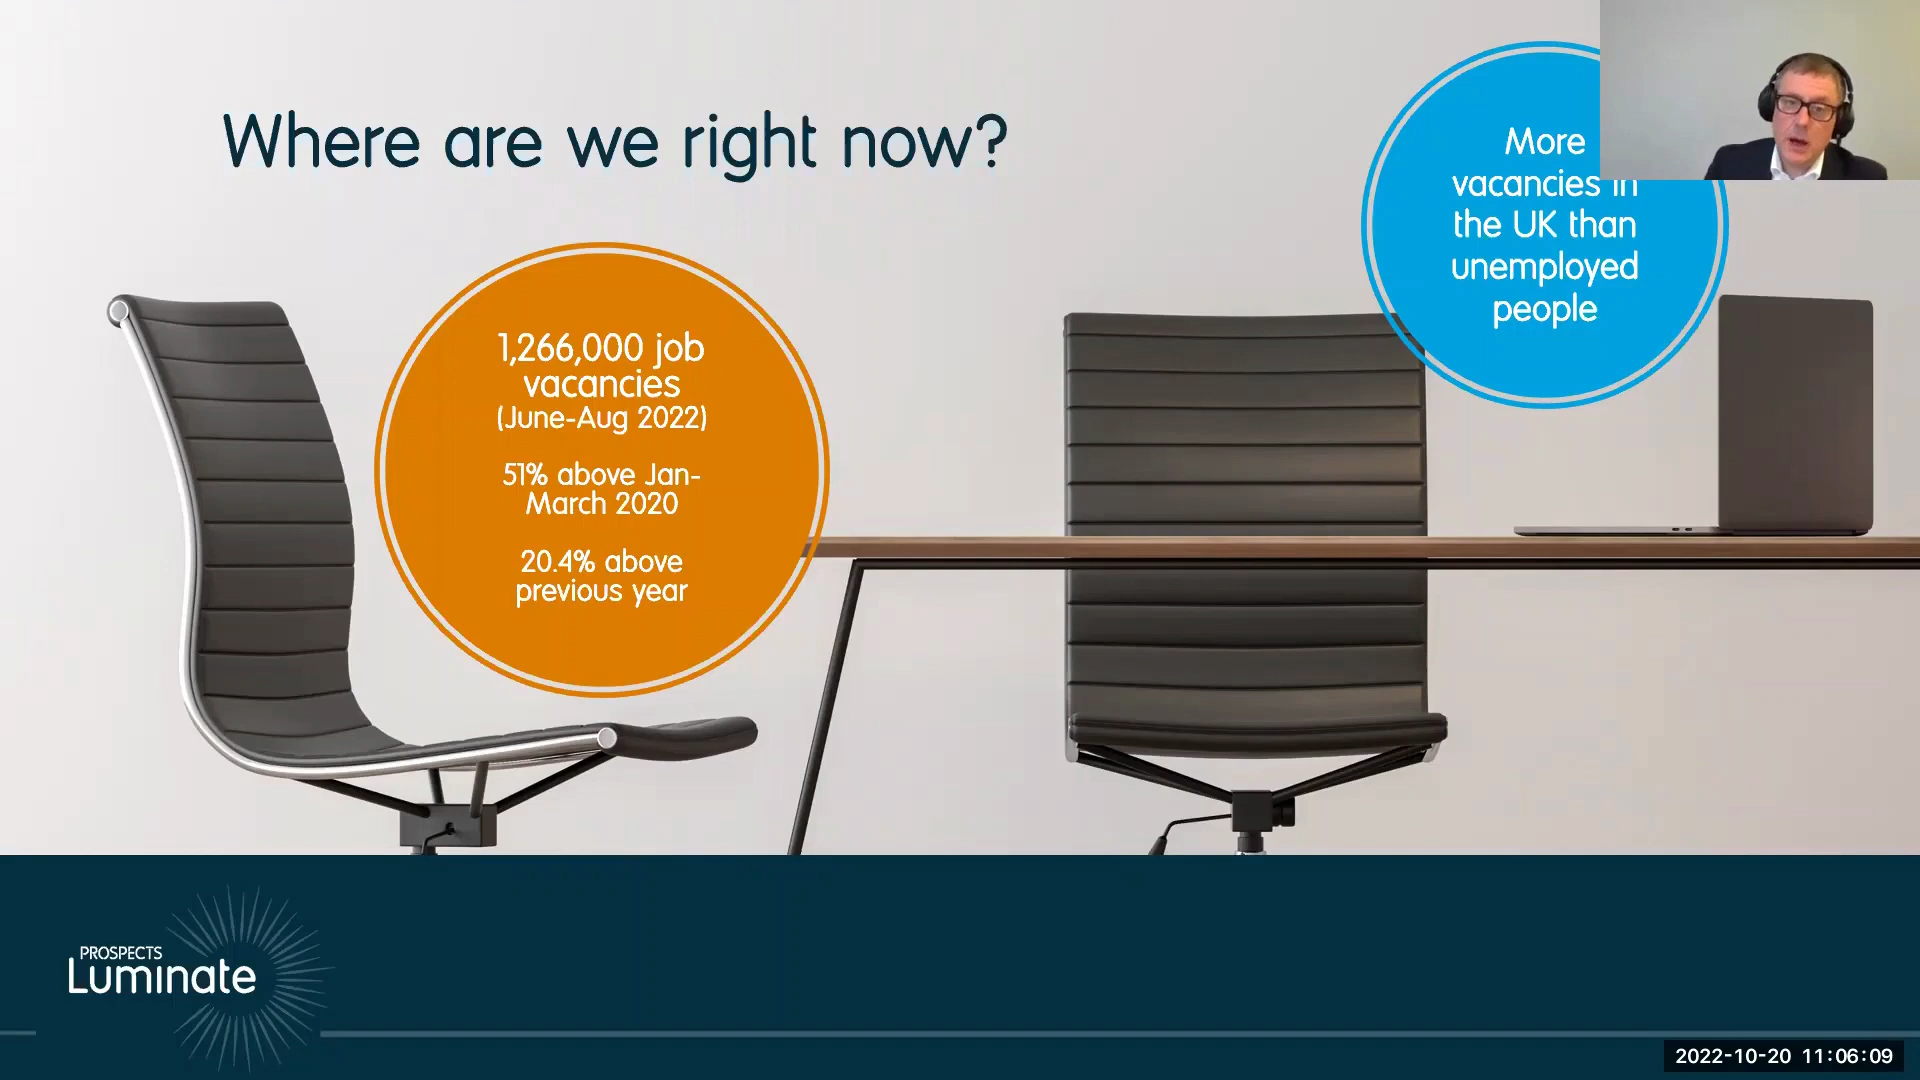 Where are we right now?
More
vacancies in
the UK than
unemployed
people
1,266,000 job
vacancies
(June-Aug 2022)
51% above Jan-
March 2020
20.4% above
previous year
PROSPECTS
Luminate
2022-10-20 11:06:09